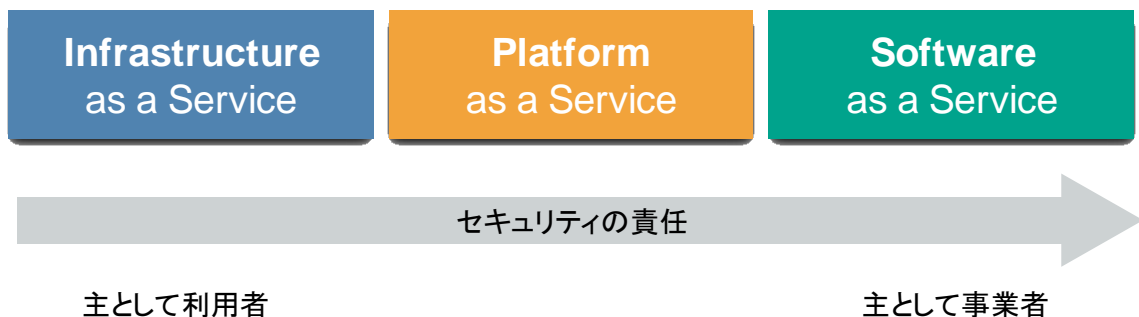 Infrastructure
as a Service
Platform
as a Service
Software
as a Service
セキュリティの責任
主として利用者
主として事業者